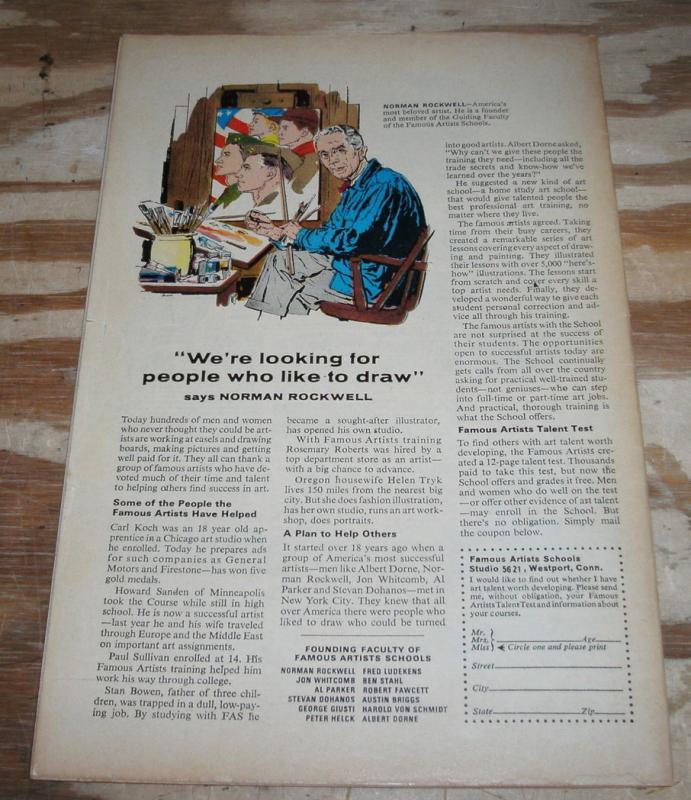 NORMAN ROCKWELL—America's
most beloved artist. He is a founder
and member of the Guiding Faculty
of the Famous Artists Schools.
"We're looking for
people who like to draw"
says NORMAN ROCKWELL
Today hundreds of men and women
who never thought they could be art-
ists are working at easels and drawing
boards, making pictures and getting
well paid for it. They all can thank a
group of famous artists who have de-
voted much of their time and talent
to helping others find success in art.
Some of the People the
Famous Artists Have Helped
Carl Koch was an 18 year old ap-
prentice in a Chicago art studio when
he enrolled. Today he prepares ads
for such companies as General
Motors and Firestone—has won five
gold medals.
Howard Sanden of Minneapolis
took the Course while still in high
school. He is now a successful artist
—last year he and his wife travelled
through Europe and the Middle East
on important art assignments.
Paul Sullivan enrolled at 14. His
Famous Artists training helped him
work his way through college.
Stan Bowen, father of three chil-
dren, was trapped in a dull, low-pay-
ing job. By studying with FAS he
became a sought-after illustrator,
has opened his own studio.
With Famous Artists training
Rosemary Roberts was hired by a
top department store as an artist—
with a big chance to advance.
Oregon housewife Helen Tryk
lives 150 miles from the nearest big
city. But she does fashion illustration,
has her own studio, runs an art work-
shop, does portraits.
A Plan to Help Others
It started over 18 years ago when a
group of America's most successful
artists—men like Albert Dorne, Nor-
man Rockwell, Jon Whitcomb, Al
Parker and Stevan Dohanos—met in
New York City. They knew that all
over America there were people who
liked to draw who could be turned
FOUNDING FACULTY OF
FAMOUS ARTISTS SCHOOLS
NORMAN ROCKWELL FRED LUDEKENS
JON WHITCOMB BEN STAHL
AL PARKER ROBERT FAWCETT
STEVAN DOHANOS AUSTIN BRIGGS
GEORGE GIUSTI HAROLD VON SCHMIDT
PETER HELCK ALBERT DORNE
into good artists. Albert Dorne asked,
"Why can't we give these people the
training they need—including all the
trade secrets and know-how we've
learned over the years?"
He suggested a new kind of art
school—a home study art school—
that would give talented people the
best professional art training, no
matter where they live.
The famous artists agreed. Taking
time from their busy careers, they
created a remarkable series of art
lessons covering every aspect of draw-
ing and painting. They illustrated
their lessons with over 5,000 "here's-
how" illustrations. The lessons start
from scratch and cover every skill a
top artist needs. Finally, they de-
veloped a wonderful way to give each
student personal correction and ad-
vice all through his training.
The famous artists with the School
are not surprised at the success of
their students. The opportunities
open to successful artists today are
enormous. The School continually
gets calls from all over the country
asking for practical well-trained stu-
dents—not geniuses—who can step
into full-time or part-time art jobs.
And practical, thorough training is
what the School offers.
Famous Artists Talent Test
To find others with art talent worth
developing, the Famous Artists cre-
ated a 12-page talent test. Thousands
paid to take this test, but now the
School offers and grades it free. Men
and women who do well on the test
—or offer other evidence of art talent
—may enroll in the School. But
there's no obligation. Simply mail
the coupon below.
Famous Artists Schools
Studio 5621, Westport, Conn.
I would like to find out whether I have
art talent worth developing. Please send
me, without obligation, your Famous
Artists Talent Test and information about
your courses.
Mr.
Mrs. Age
Miss Circle one and please print
Street
City
State Zip